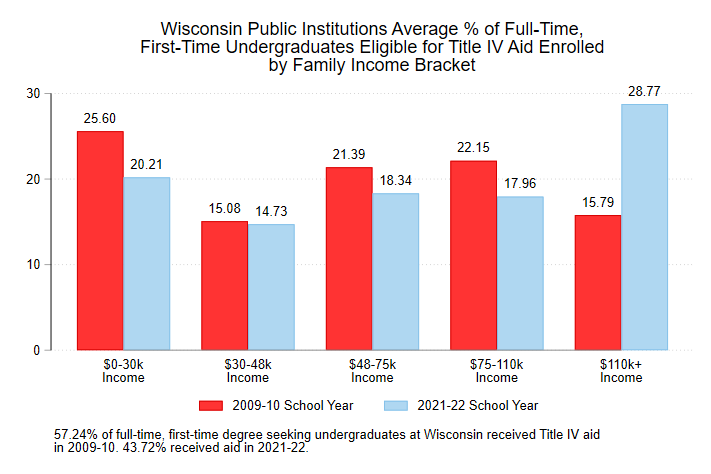 Wisconsin Public Institutions Average % of Full-Time,
First-Time Undergraduates Eligible for Title IV Aid Enrolled
by Family Income Bracket
30
20
10
0
25.60
20.21
15.08
14.73
21.39
18.34
22.15
17.96
15.79
28.77
$0-30k
Income
$30-48k
Income
$48-75k
Income
$75-110k
Income
$110k+
Income
2009-10 School Year
2021-22 School Year
57.24% of full-time, first-time degree seeking undergraduates at Wisconsin received Title IV aid
in 2009-10. 43.72% received aid in 2021-22.